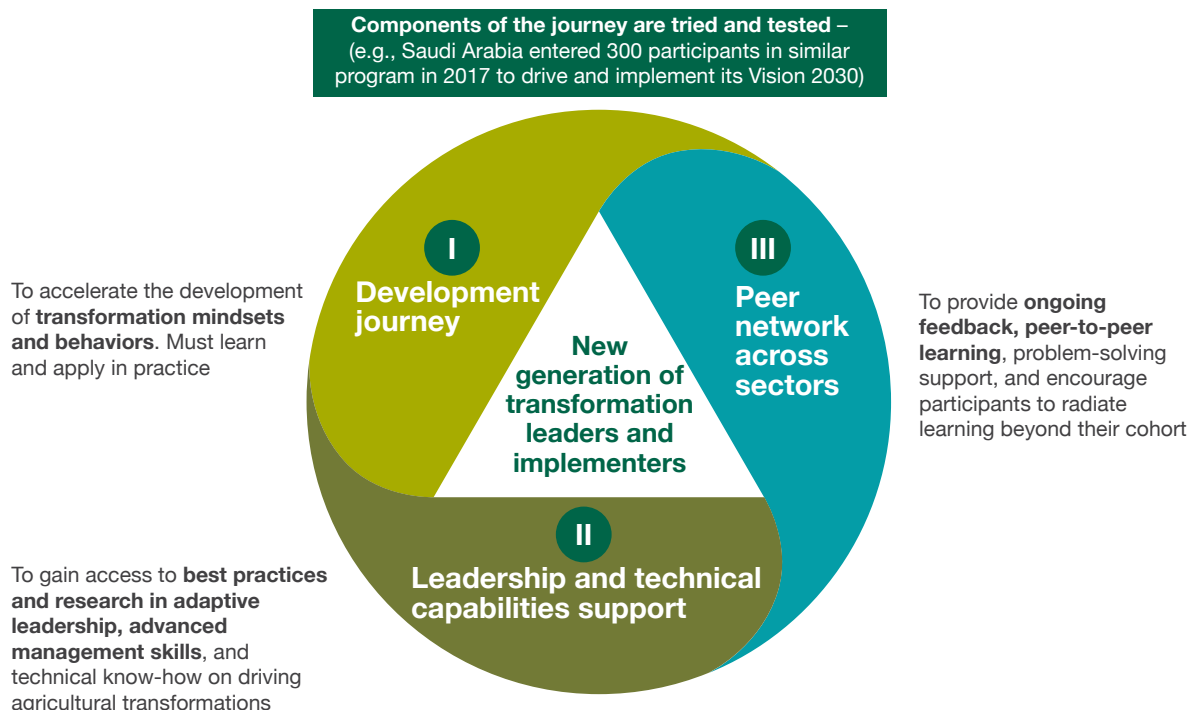 Components of the journey are tried and tested –
(e.g., Saudi Arabia entered 300 participants in similar
program in 2017 to drive and implement its Vision 2030)
I
Development
journey
To accelerate the development
of transformation mindsets
and behaviors. Must learn
and apply in practice
III
Peer
network
across
sectors
To provide ongoing
feedback, peer-to-peer
learning, problem-solving
support, and encourage
participants to radiate
learning beyond their cohort
New
generation of
transformation
leaders and
implementers
II
Leadership and technical
capabilities support
To gain access to best practices
and research in adaptive
leadership, advanced
management skills, and
technical know-how on driving
agricultural transformations